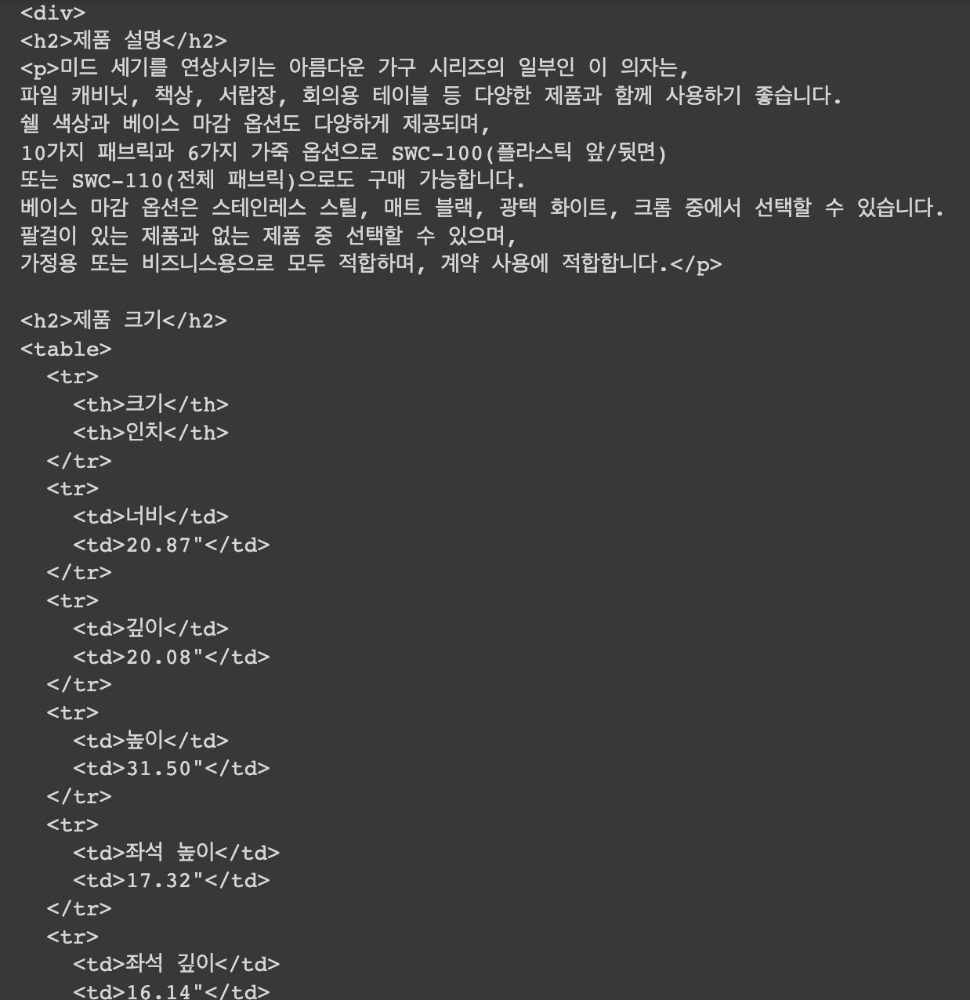 <div>
<h2>제품 설명</h2>
<p>미드 세기를 연상시키는 아름다운 가구 시리즈의 일부인 이 의자는,
파일 캐비닛, 책상, 서랍장, 회의용 테이블 등 다양한 제품과 함께 사용하기 좋습니다.
쉘 색상과 베이스 마감 옵션도 다양하게 제공되며,
10가지 패브릭과 6가지 가죽 옵션으로 SWC-100(플라스틱 앞/뒷면)
또는 SWC-110(전체 패브릭)으로도 구매 가능합니다.
베이스 마감 옵션은 스테인레스 스틸, 매트 블랙, 광택 화이트, 크롬 중에서 선택할 수 있습니다.
팔걸이 있는 제품과 없는 제품 중 선택할 수 있으며,
가정용 또는 비즈니스용으로 모두 적합하며, 계약 사용에 적합합니다.</p>

<h2>제품 크기</h2>
<table>
  <tr>
    <th>크기</th>
    <th>인치</th>
  </tr>
  <tr>
    <td>너비</td>
    <td>20.87"</td>
  </tr>
  <tr>
    <td>깊이</td>
    <td>20.08"</td>
  </tr>
  <tr>
    <td>높이</td>
    <td>31.50"</td>
  </tr>
  <tr>
    <td>좌석 높이</td>
    <td>17.32"</td>
  </tr>
  <tr>
    <td>좌석 깊이</td>
    <td>16.14"</td>